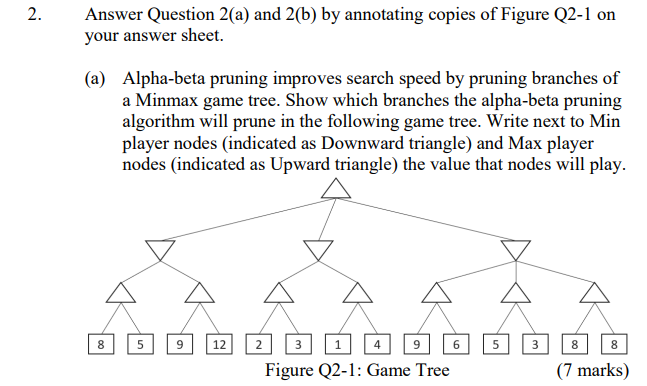 2. Answer Question 2(a) and 2(b) by annotating copies of Figure Q2-1 on
your answer sheet.
(a) Alpha-beta pruning improves search speed by pruning branches of
a Minmax game tree. Show which branches the alpha-beta pruning
algorithm will prune in the following game tree. Write next to Min
player nodes (indicated as Downward triangle) and Max player
nodes (indicated as Upward triangle) the value that nodes will play.
8 5 9 12 2 3 1 4 9 6 5 3 8 8
Figure Q2-1: Game Tree (7 marks)